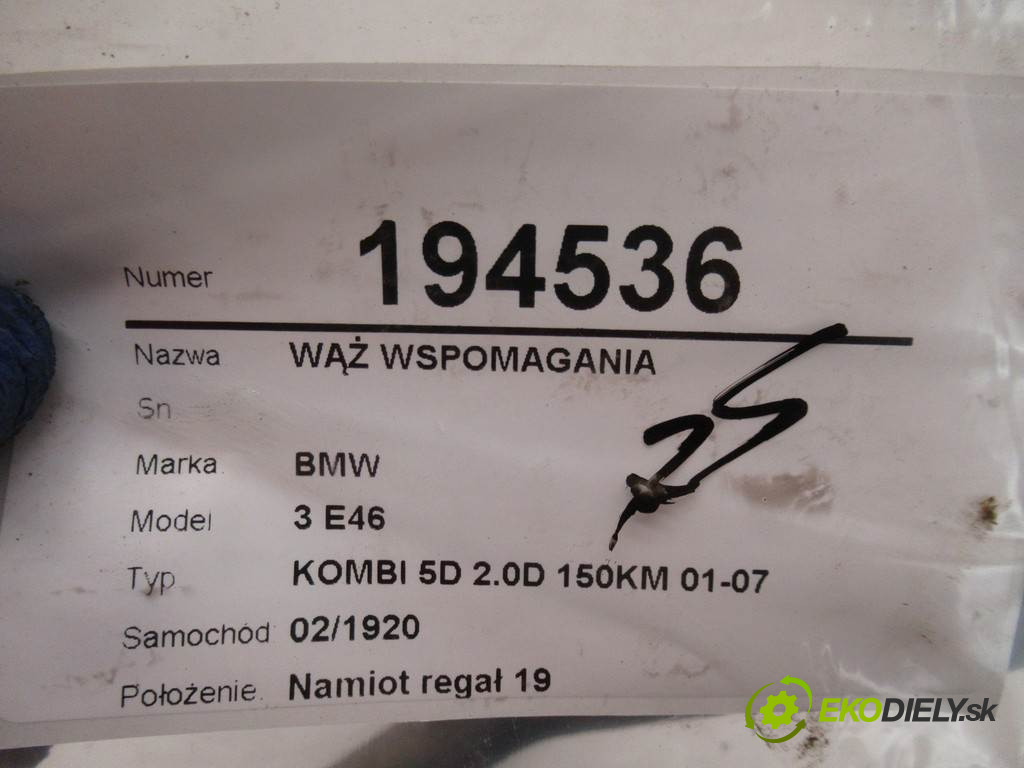 Numer 194536
Nazwa WĄŻ WSPOMAGANIA
Sn
Marka BMW
Model 3 E46
Typ KOMBI 5D 2.0D 150KM 01-07
Samochód 02/1920
Położenie. Namiot regał 19
25
EKODIELY.sk